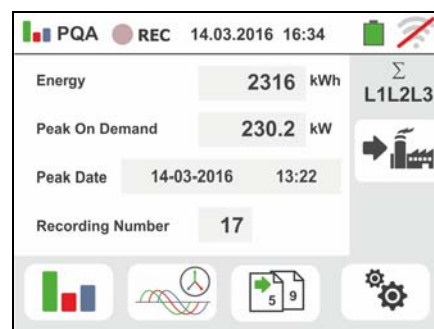 PQA REC 14.03.2016 16:34
Energy 2316 kWh
Σ
L1L2L3
Peak On Demand 230.2 kW
Peak Date 14-03-2016 13:22
Recording Number 17
5 9